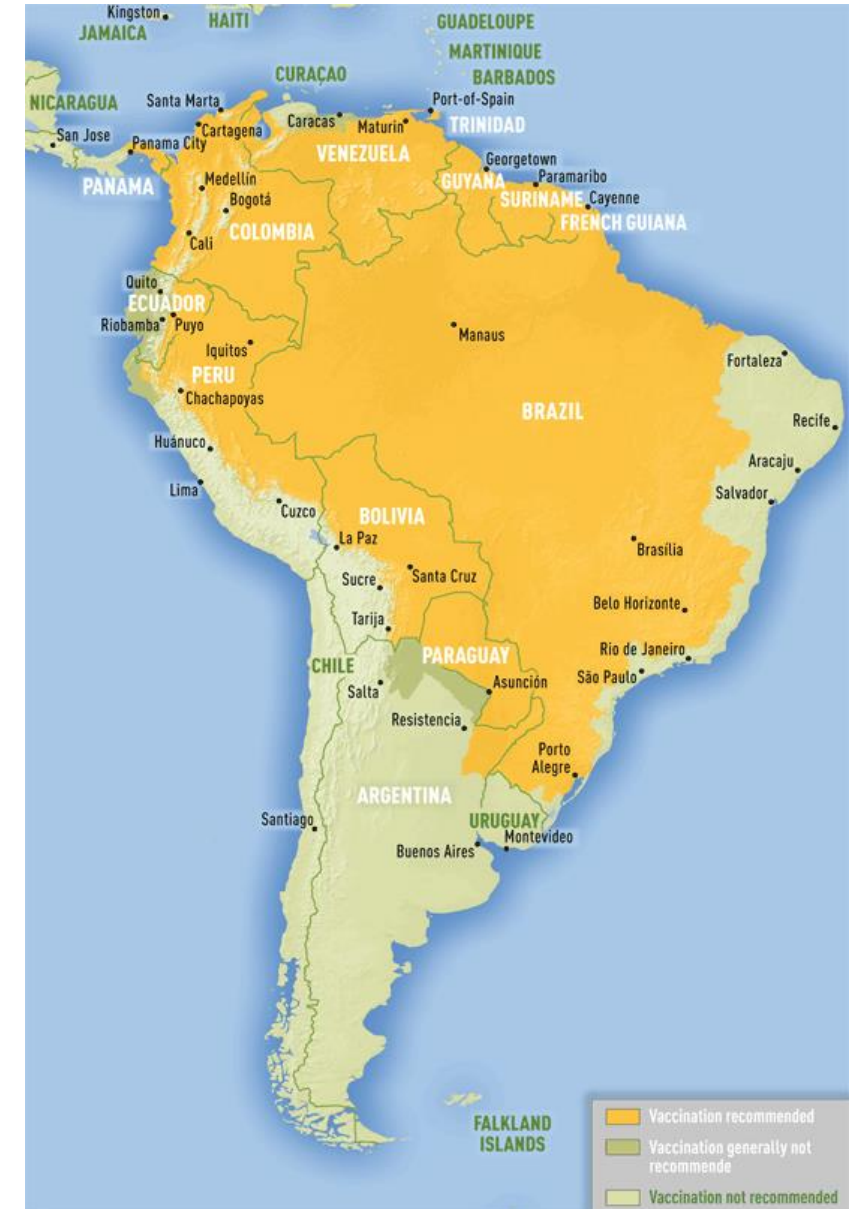 Kingston
JAMAICA
HAITI
GUADELOUPE
MARTINIQUE
BARBADOS
CURAÇAO
NICARAGUA
Santa Marta
Port-of-Spain
Cartagena
Caracas
Maturin
TRINIDAD
San Jose
Panama City
VENEZUELA
Georgetown
PANAMA
Medellín
GUYANA
Paramaribo
Bogotá
SURINAME
Cayenne
COLOMBIA
FRENCH GUIANA
Cali
Quito
ECUADOR
Riobamba
Puyo
Manaus
Iquitos
Fortaleza
PERU
Chachapoyas
BRAZIL
Recife
Huánuco
Aracaju
Lima
Salvador
Cuzco
BOLIVIA
La Paz
Brasília
Sucre
Santa Cruz
Belo Horizonte
Tarija
Rio de Janeiro
CHILE
PARAGUAY
São Paulo
Salta
Asunción
Resistencia
Porto
Alegre
ARGENTINA
Santiago
URUGUAY
Montevideo
Buenos Aires
FALKLAND
ISLANDS
Vaccination recommended
Vaccination generally not
recommende
Vaccination not recommended